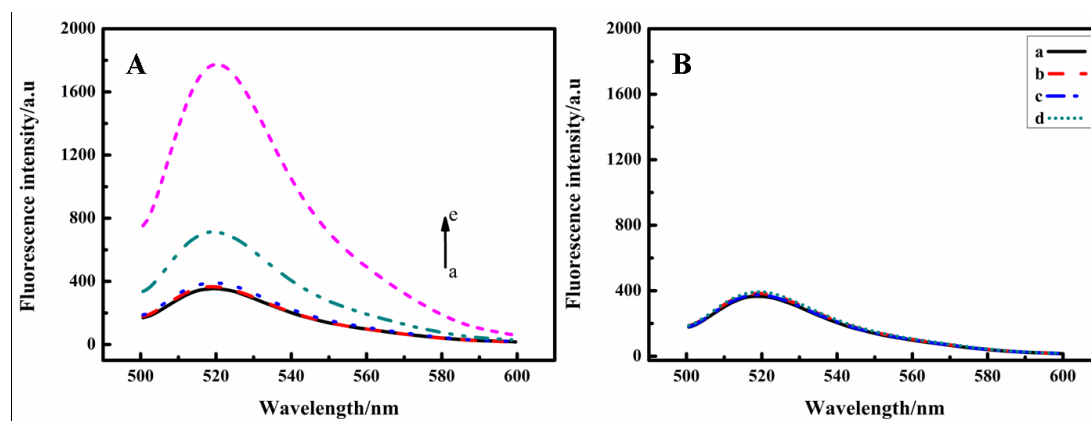 A
Fluorescence intensity/a.u
2000
1600
1200
800
400
0
e
a
500 520 540 560 580 600
Wavelength/nm
B
a
b
c
d
Fluorescence intensity/a.u
2000
1600
1200
800
400
0
500 520 540 560 580 600
Wavelength/nm